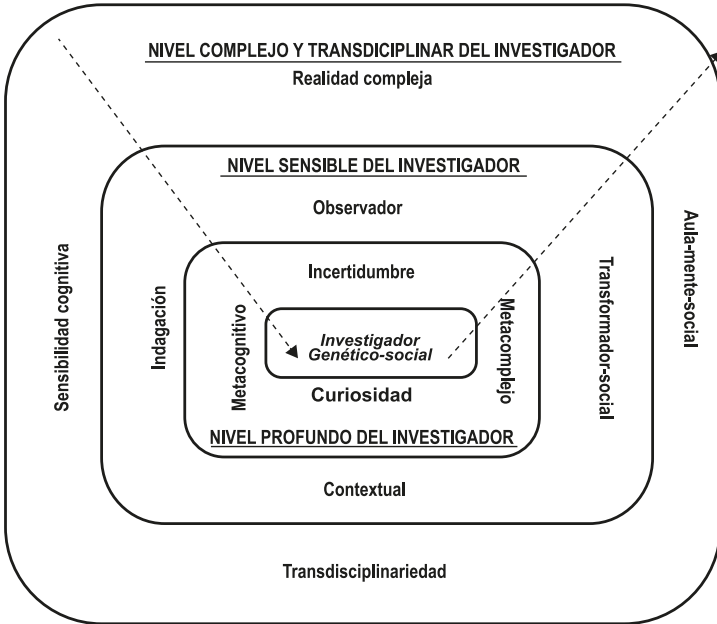 NIVEL COMPLEJO Y TRANSDICIPLINAR DEL INVESTIGADOR
Realidad compleja
NIVEL SENSIBLE DEL INVESTIGADOR
Observador
Incertidumbre
Investigador
Genético-social
Curiosidad
NIVEL PROFUNDO DEL INVESTIGADOR
Contextual
Transdisciplinariedad
Sensibilidad cognitiva
Indagación
Metacognitivo
Metacomplejo
Transformador-social
Aula-mente-social